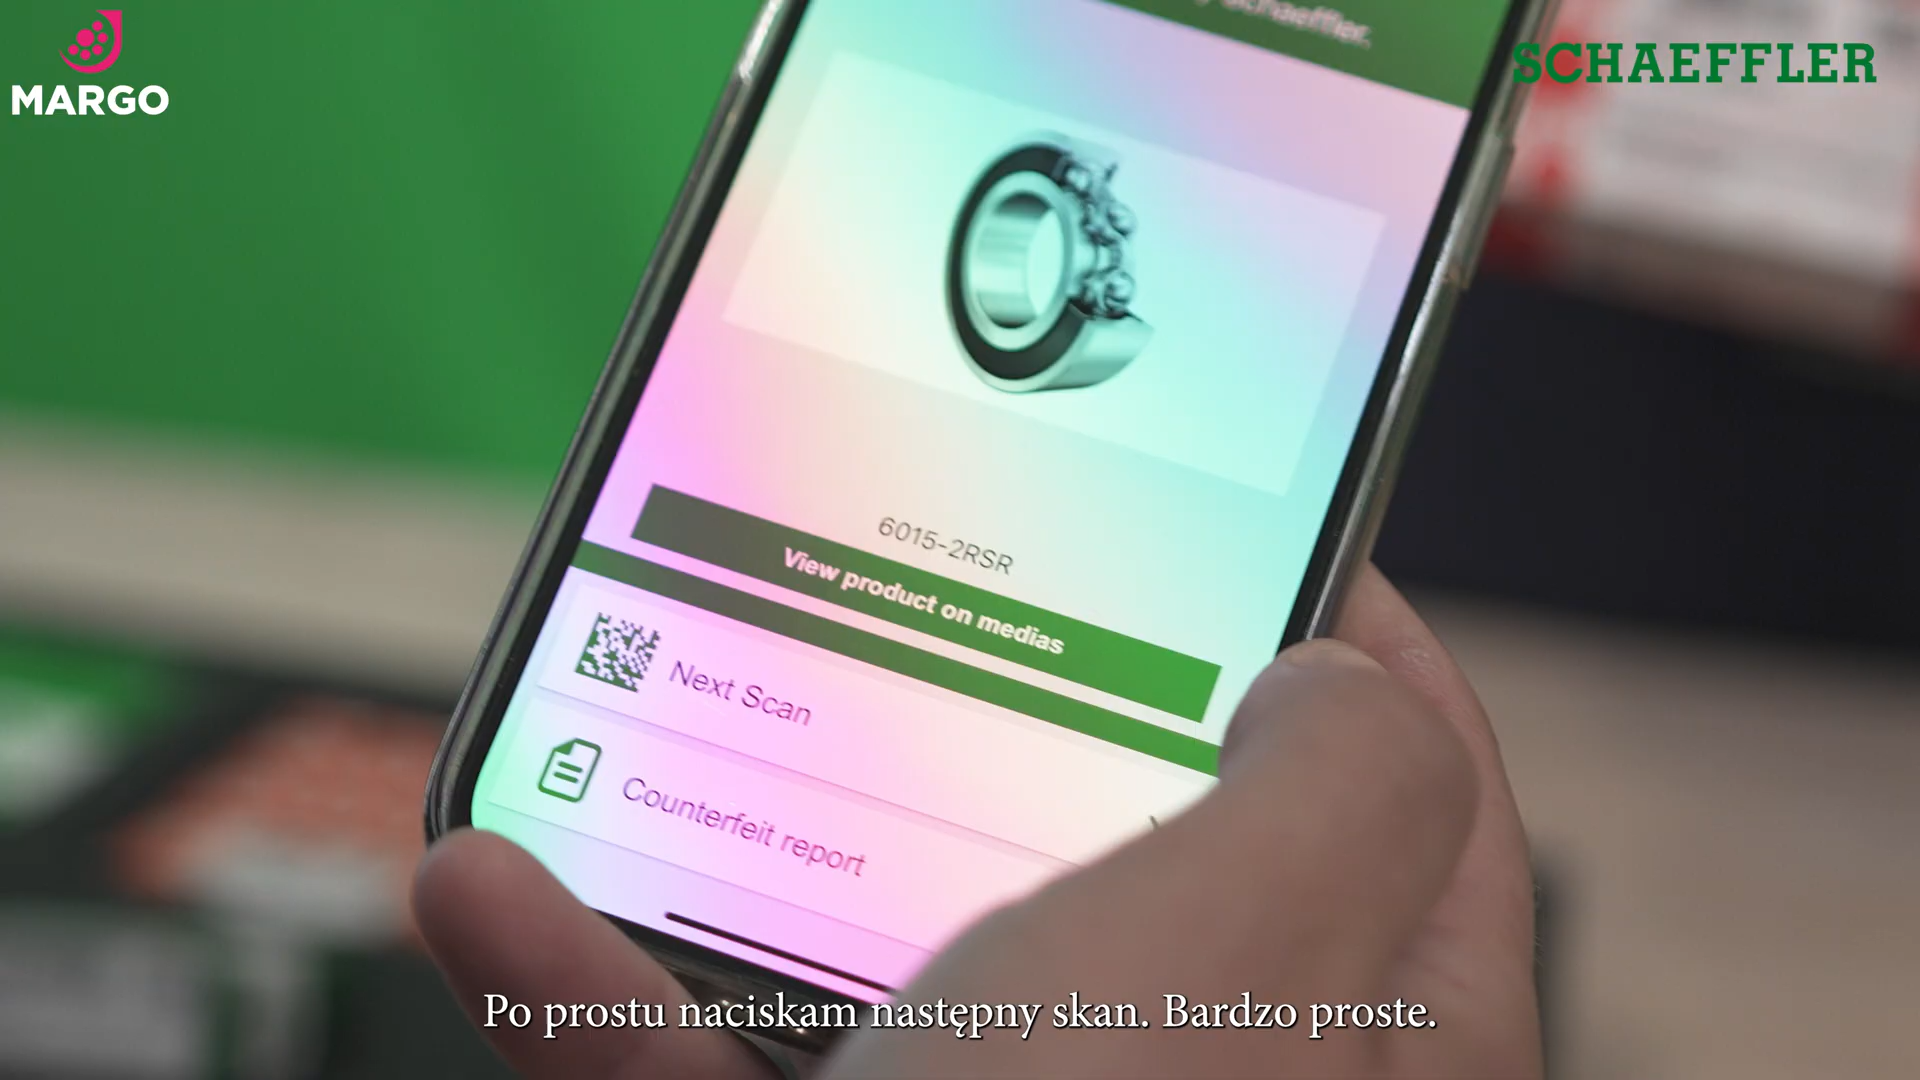 MARGO
SCHAEFFLER
schaeffler.
6015-2RSR
View product on medias
Next Scan
Counterfeit report
Po prostu naciskam następny skan. Bardzo proste.